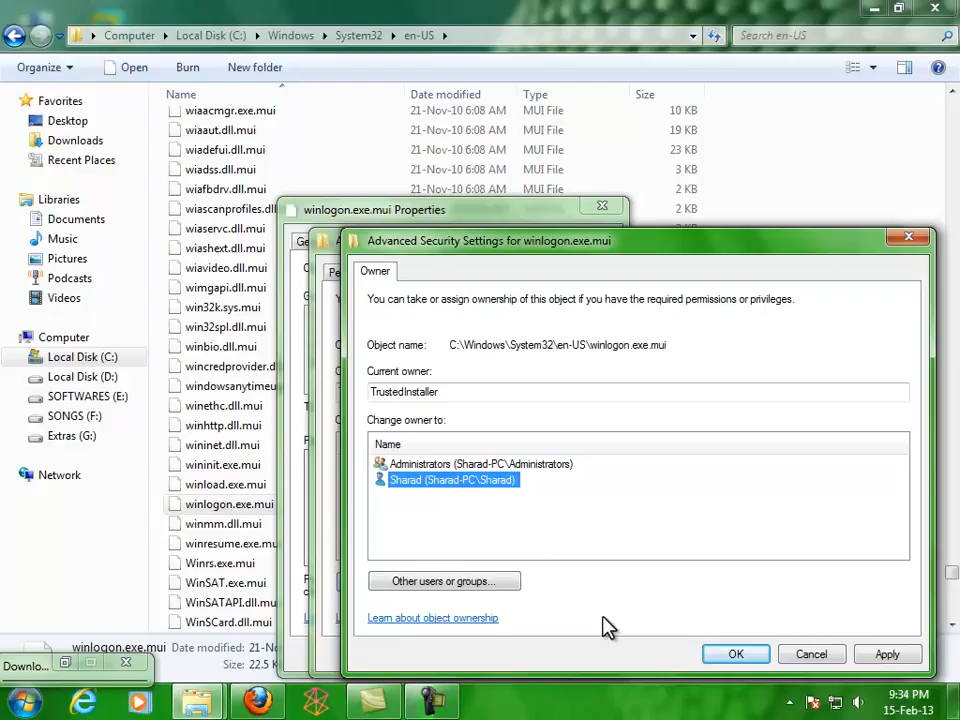 Computer
Local Disk (C:)
Windows
System32
en-US
Search en-US
Organize
Open
Burn
New folder
Name
Date modified
Type
Size
Favorites
Desktop
Downloads
Recent Places
Libraries
Documents
Music
Pictures
Podcasts
Videos
Computer
Local Disk (C:)
Local Disk (D:)
SOFTWARES (E:)
SONGS (F:)
Extras (G:)
Network
wiaacmgr.exe.mui 21-Nov-10 6:08 AM MUI File 10 KB
wiaaut.dll.mui 21-Nov-10 6:08 AM MUI File 19 KB
wiadefui.dll.mui 21-Nov-10 6:08 AM MUI File 23 KB
wiadss.dll.mui 21-Nov-10 6:08 AM MUI File 3 KB
wiafbdrv.dll.mui 21-Nov-10 6:08 AM MUI File 2 KB
wiascanprofiles.dll 2 KB
wiaservc.dll.mui
wiashext.dll.mui
wiavideo.dll.mui
wimgapi.dll.mui
win32k.sys.mui
win32spl.dll.mui
winbio.dll.mui
wincredprovider.d
windowsanytimeu
winethc.dll.mui
winhttp.dll.mui
wininet.dll.mui
wininit.exe.mui
winload.exe.mui
winlogon.exe.mui
winmm.dll.mui
winresume.exe.mu
Winrs.exe.mui
WinSAT.exe.mui
WinSATAPI.dll.mu
WinSCard.dll.mui
winlogon.exe.mui Properties
Ge
Pe
Advanced Security Settings for winlogon.exe.mui
Owner
You can take or assign ownership of this object if you have the required permissions or privileges.
Object name: C:\Windows\System32\en-US\winlogon.exe.mui
Current owner:
TrustedInstaller
Change owner to:
Name
Administrators (Sharad-PC\Administrators)
Sharad (Sharad-PC\Sharad)
Other users or groups...
Learn about object ownership
OK
Cancel
Apply
winlogon.exe.mui Date modified: 21-No
Size: 22.5 K
Downlo...
9:34 PM
15-Feb-13